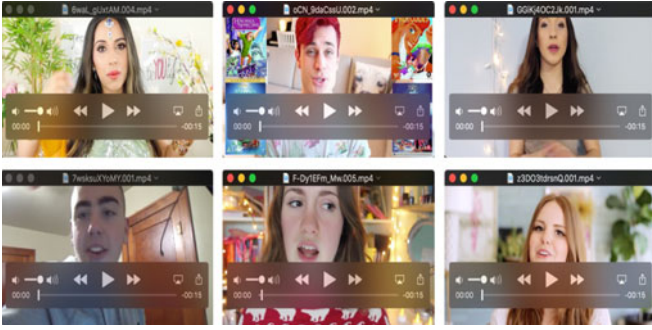 6waL_gUxtAM.004.mp4
oCN_9daCssU.002.mp4
GGiKj4OC2Jk.001.mp4
YOU
00:00 -00:15
00:00 -00:15
00:00 -00:15
7wsksuXYoMY.001.mp4
F-Dy1EFm_Mw.005.mp4
z3DO3tdrsnQ.001.mp4
00:00 -00:15
00:00 -00:15
00:00 -00:15